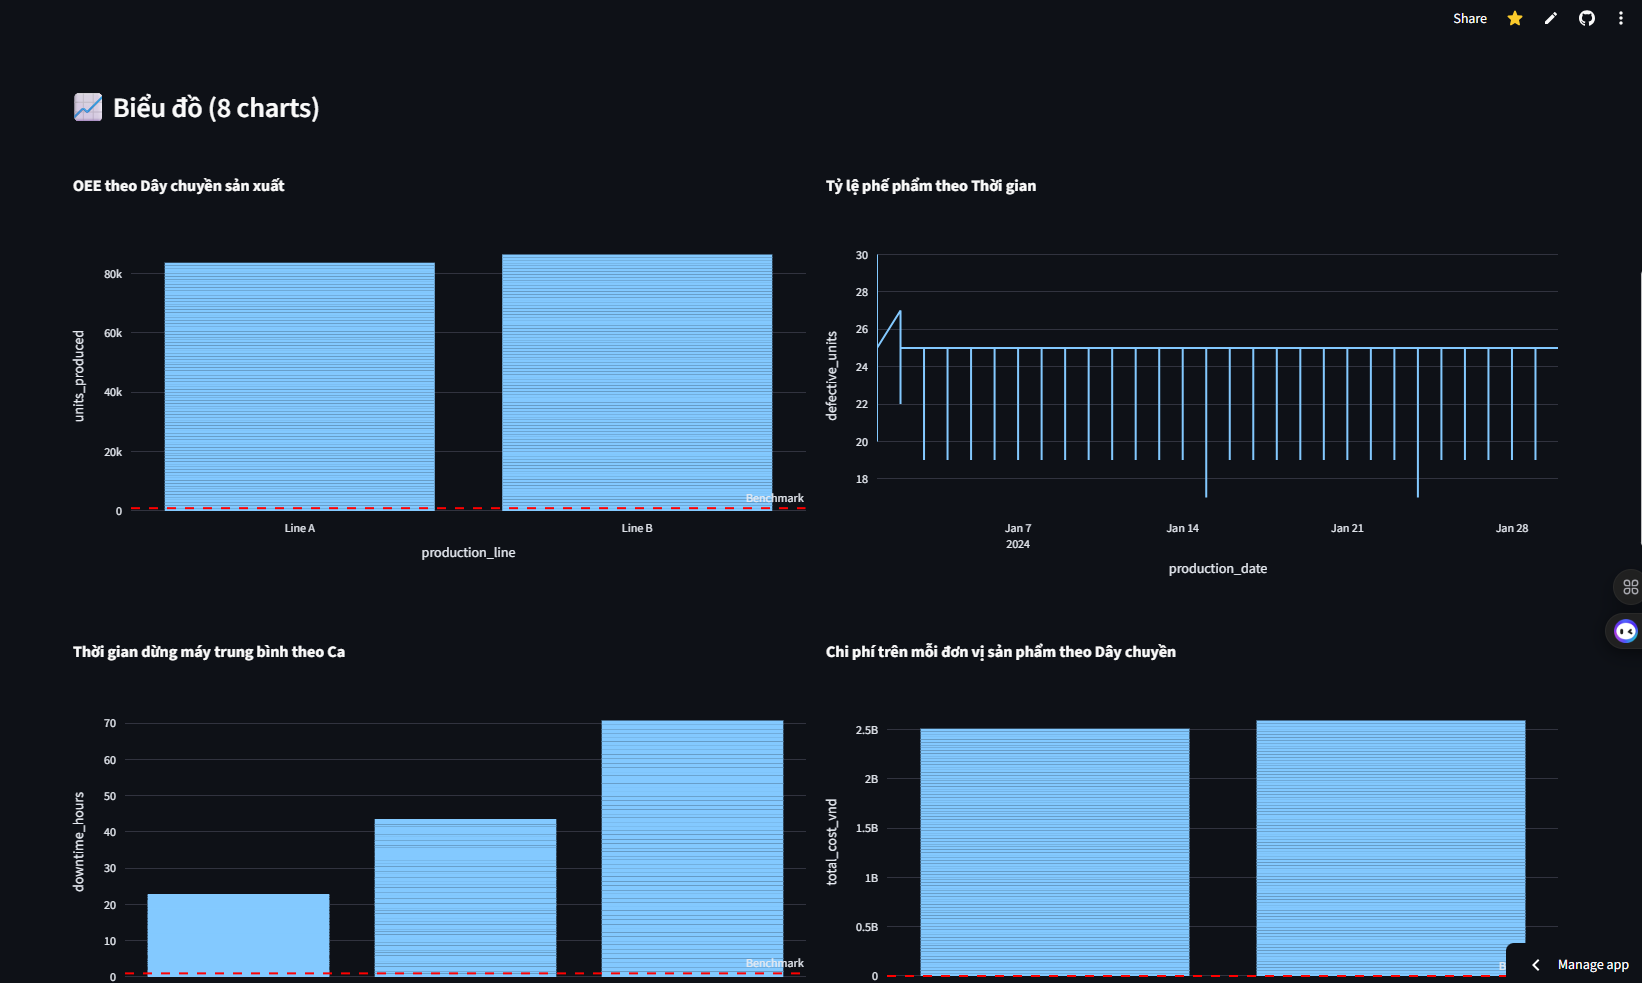 Share
Biểu đồ (8 charts)
OEE theo Dây chuyền sản xuất
units_produced
80k
60k
40k
20k
0
Benchmark
Line A
Line B
production_line
Tỷ lệ phế phẩm theo Thời gian
defective_units
30
28
26
24
22
20
18
Jan 7
2024
Jan 14
Jan 21
Jan 28
production_date
Thời gian dừng máy trung bình theo Ca
downtime_hours
70
60
50
40
30
20
10
0
Benchmark
Chi phí trên mỗi đơn vị sản phẩm theo Dây chuyền
total_cost_vnd
2.5B
2B
1.5B
1B
0.5B
0
Manage app